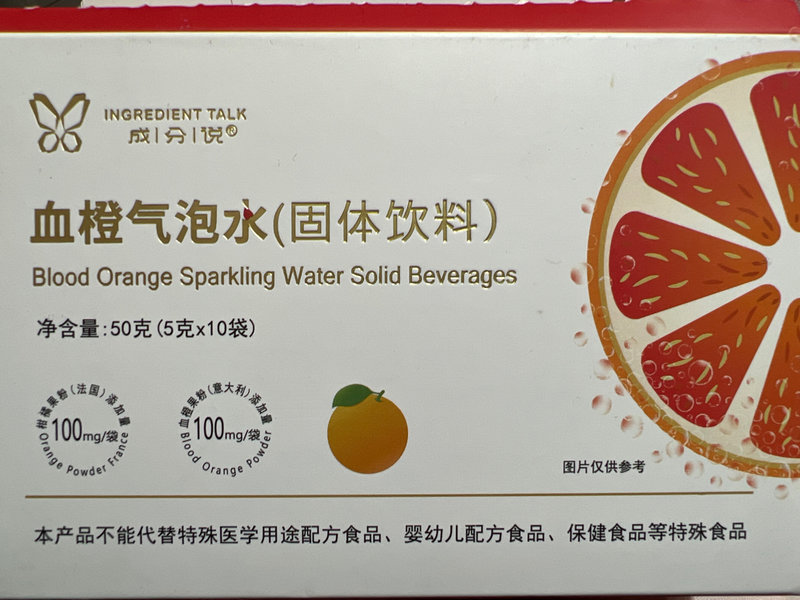 INGREDIENT TALK
成分说®
血橙气泡水(固体饮料)
Blood Orange Sparkling Water Solid Beverages
净含量:50克(5克x10袋)
柑橘果粉(法国)添加量
100mg/袋
Orange Powder France
血橙果粉(意大利)添加量
100mg/袋
Blood Orange Powder
图片仅供参考
本产品不能代替特殊医学用途配方食品、婴幼儿配方食品、保健食品等特殊食品